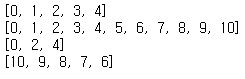 [0, 1, 2, 3, 4]
[0, 1, 2, 3, 4, 5, 6, 7, 8, 9, 10]
[0, 2, 4]
[10, 9, 8, 7, 6]